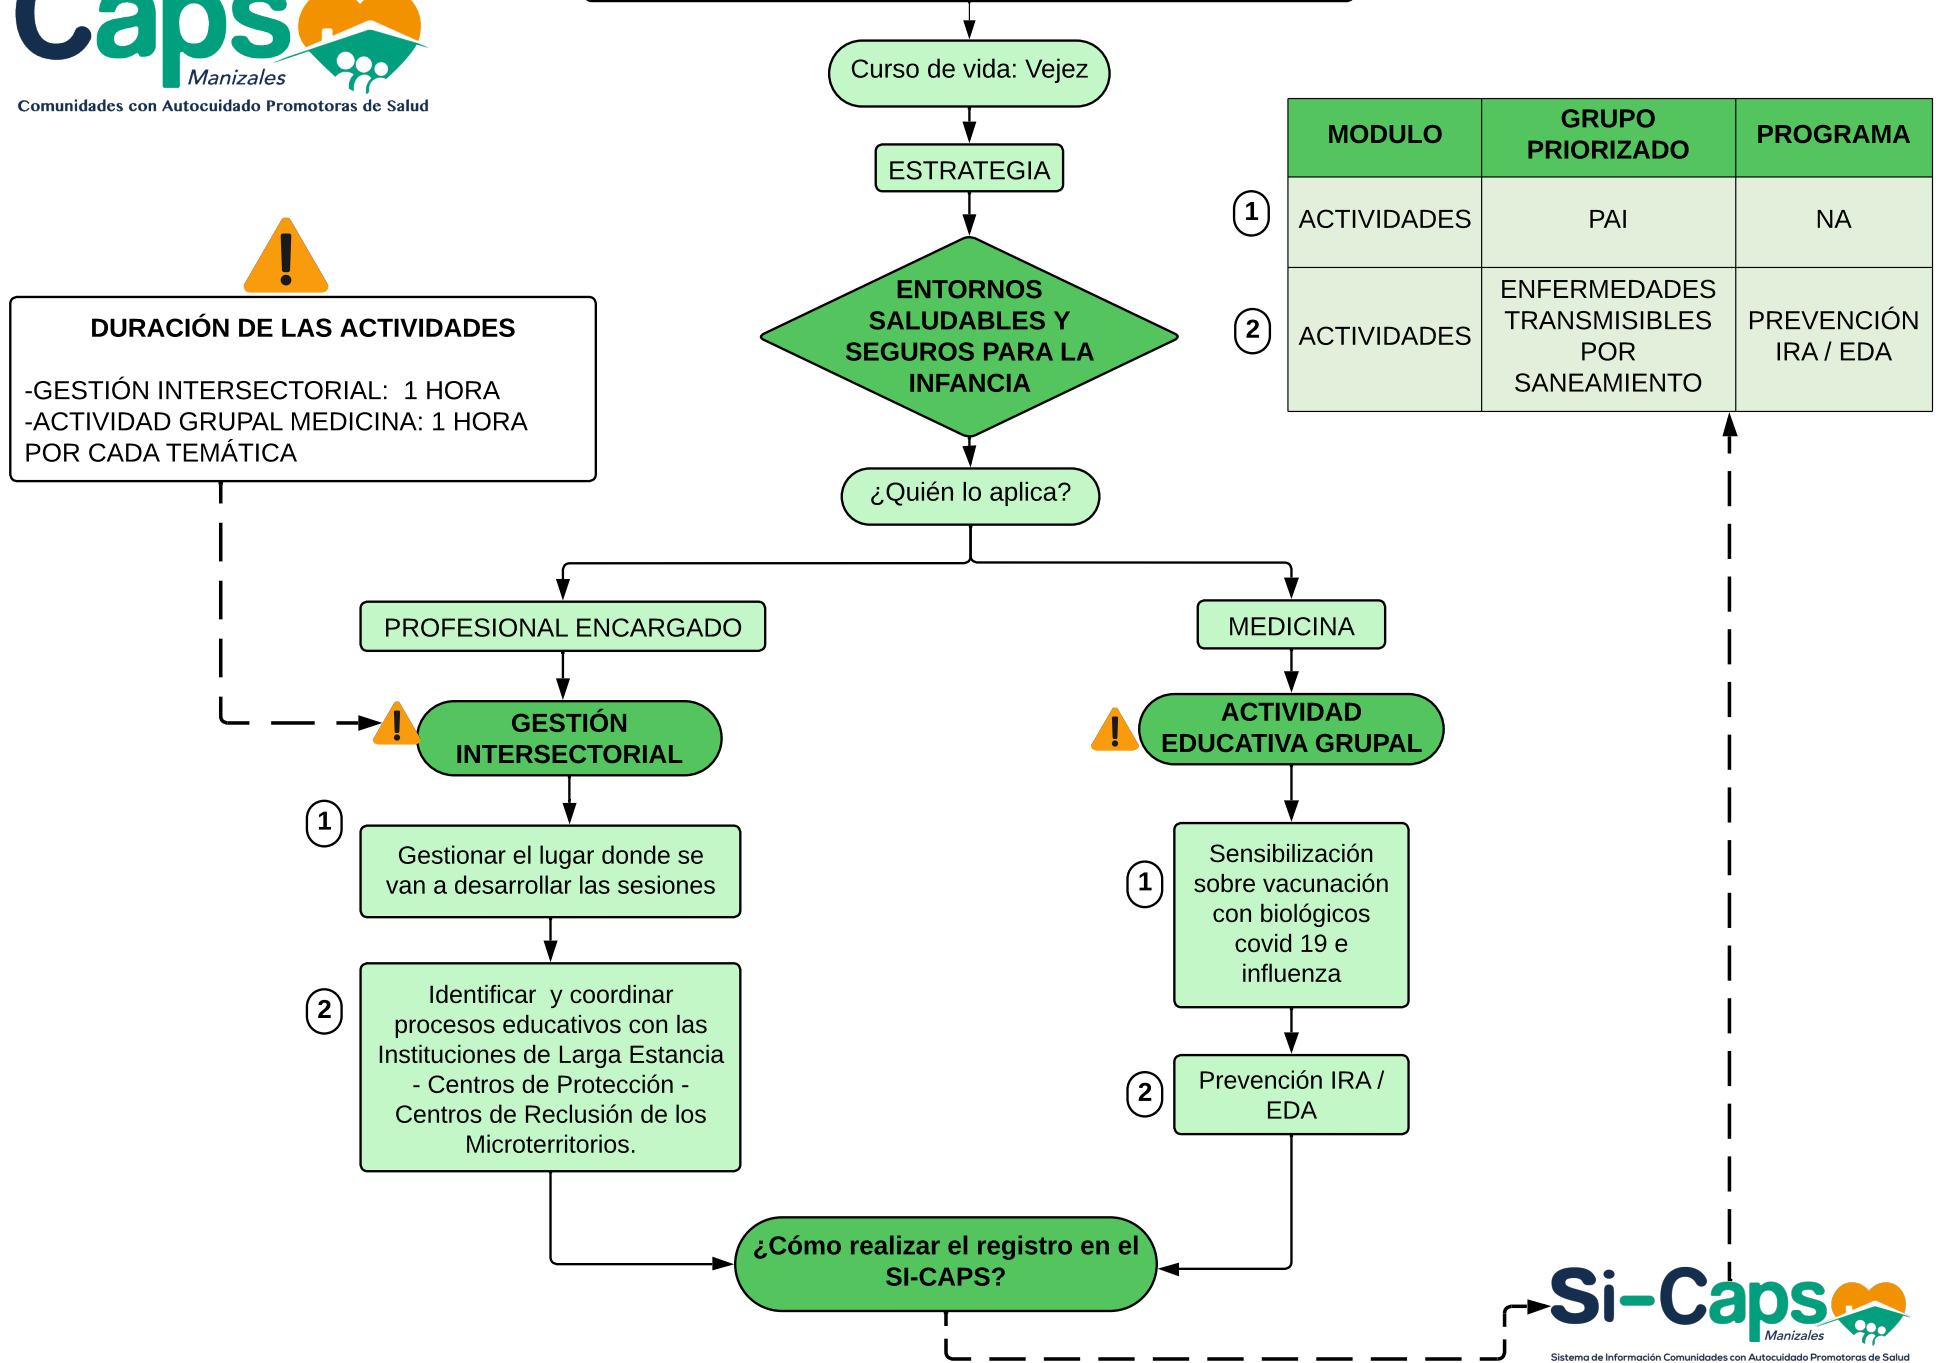 Caps
Manizales
Comunidades con Autocuidado Promotoras de Salud
Curso de vida: Vejez
ESTRATEGIA
ENTORNOS
SALUDABLES Y
SEGUROS PARA LA
INFANCIA
¿Quién lo aplica?
MODULO
GRUPO
PRIORIZADO
PROGRAMA
1
ACTIVIDADES
PAI
NA
2
ACTIVIDADES
ENFERMEDADES
TRANSMISIBLES
POR
SANEAMIENTO
PREVENCIÓN
IRA / EDA
DURACIÓN DE LAS ACTIVIDADES
-GESTIÓN INTERSECTORIAL:  1 HORA
-ACTIVIDAD GRUPAL MEDICINA: 1 HORA
POR CADA TEMÁTICA
PROFESIONAL ENCARGADO
GESTIÓN
INTERSECTORIAL
1
Gestionar el lugar donde se
van a desarrollar las sesiones
2
Identificar  y coordinar
procesos educativos con las
Instituciones de Larga Estancia
- Centros de Protección -
Centros de Reclusión de los
Microterritorios.
MEDICINA
ACTIVIDAD
EDUCATIVA GRUPAL
1
Sensibilización
sobre vacunación
con biológicos
covid 19 e
influenza
2
Prevención IRA /
EDA
¿Cómo realizar el registro en el
SI-CAPS?
Si-Caps
Manizales
Sistema de Información Comunidades con Autocuidado Promotoras de Salud